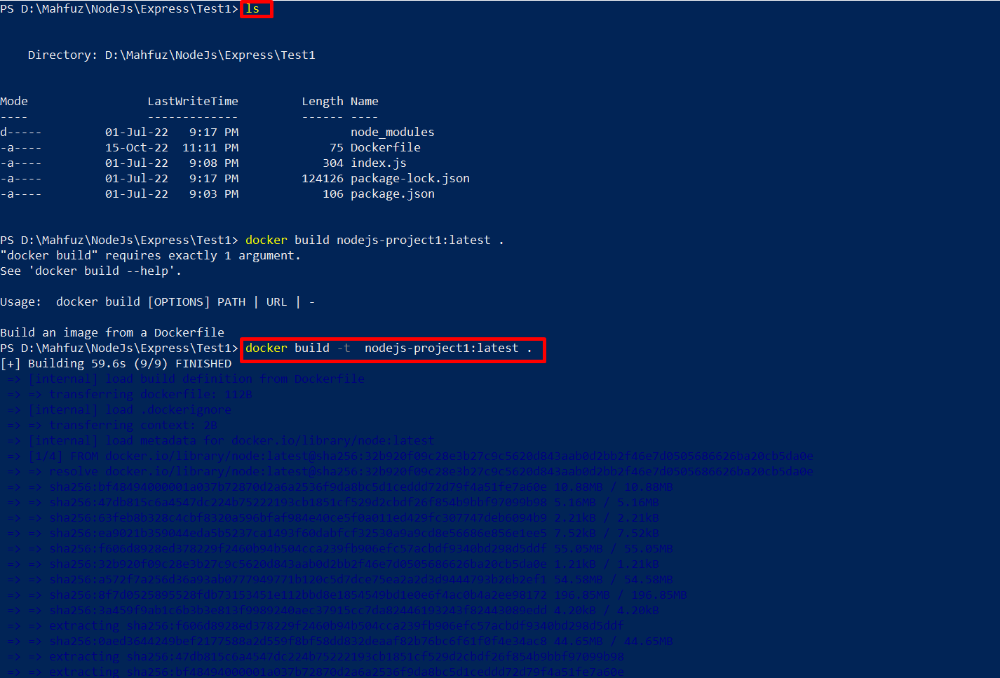 PS D:\Mahfuz\NodeJs\Express\Test1> ls
Directory: D:\Mahfuz\NodeJs\Express\Test1
Mode LastWriteTime Length Name
---- ------------- ------ ----
d----- 01-Jul-22 9:17 PM node_modules
-a---- 15-Oct-22 11:11 PM 75 Dockerfile
-a---- 01-Jul-22 9:08 PM 304 index.js
-a---- 01-Jul-22 9:17 PM 124126 package-lock.json
-a---- 01-Jul-22 9:03 PM 106 package.json
PS D:\Mahfuz\NodeJs\Express\Test1> docker build nodejs-project1:latest .
"docker build" requires exactly 1 argument.
See 'docker build --help'.
Usage:  docker build [OPTIONS] PATH | URL | -
Build an image from a Dockerfile
PS D:\Mahfuz\NodeJs\Express\Test1> docker build -t  nodejs-project1:latest .
[+] Building 59.6s (9/9) FINISHED
=> [internal] load build definition from Dockerfile
=> => transferring dockerfile: 112B
=> [internal] load .dockerignore
=> => transferring context: 2B
=> [internal] load metadata for docker.io/library/node:latest
=> [1/4] FROM docker.io/library/node:latest@sha256:32b920f09c28e3b27c9c5620d843aab0d2bb2f46e7d0505686626ba20cb5da0e
=> => resolve docker.io/library/node:latest@sha256:32b920f09c28e3b27c9c5620d843aab0d2bb2f46e7d0505686626ba20cb5da0e
=> => sha256:bf48494000001a037b72870d2a6a2536f9da8bc5d1ceddd72d79f4a51fe7a60e 10.88MB / 10.88MB
=> => sha256:47db815c6a4547dc224b75222193cb1851cf529d2cbdf26f854b9bbf97099b98 5.16MB / 5.16MB
=> => sha256:63feb8b328c4cbf8320a596bfaf984e40ce5f0a011ed429fc307747deb6094b9 2.21kB / 2.21kB
=> => sha256:ea9021b359044eda5b5237ca1493f60dabfcf32530a9a9cd8e56686e856e1ee5 7.52kB / 7.52kB
=> => sha256:f606d8928ed378229f2460b94b504cca239fb906efc57acbdf9340bd298d5ddf 55.05MB / 55.05MB
=> => sha256:32b920f09c28e3b27c9c5620d843aab0d2bb2f46e7d0505686626ba20cb5da0e 1.21kB / 1.21kB
=> => sha256:a572f7a256d36a93ab0777949771b120c5d7dce75ea2a2d3d9444793b26b2ef1 54.58MB / 54.58MB
=> => sha256:8f7d0525895528fdb73153451e112bbd8e1854549bd1e0e6f4ac0b4a2ee98172 196.85MB / 196.85MB
=> => sha256:3a459f9ab1c6b3b3e813f9989240aec37915cc7da82446193243f82443089edd 4.20kB / 4.20kB
=> => extracting sha256:f606d8928ed378229f2460b94b504cca239fb906efc57acbdf9340bd298d5ddf
=> => sha256:0aed3644249bef2177588a2d559f8bf58dd832deaaf82b76bc6f61f0f4e34ac8 44.65MB / 44.65MB
=> => extracting sha256:47db815c6a4547dc224b75222193cb1851cf529d2cbdf26f854b9bbf97099b98
=> => extracting sha256:bf48494000001a037b72870d2a6a2536f9da8bc5d1ceddd72d79f4a51fe7a60e